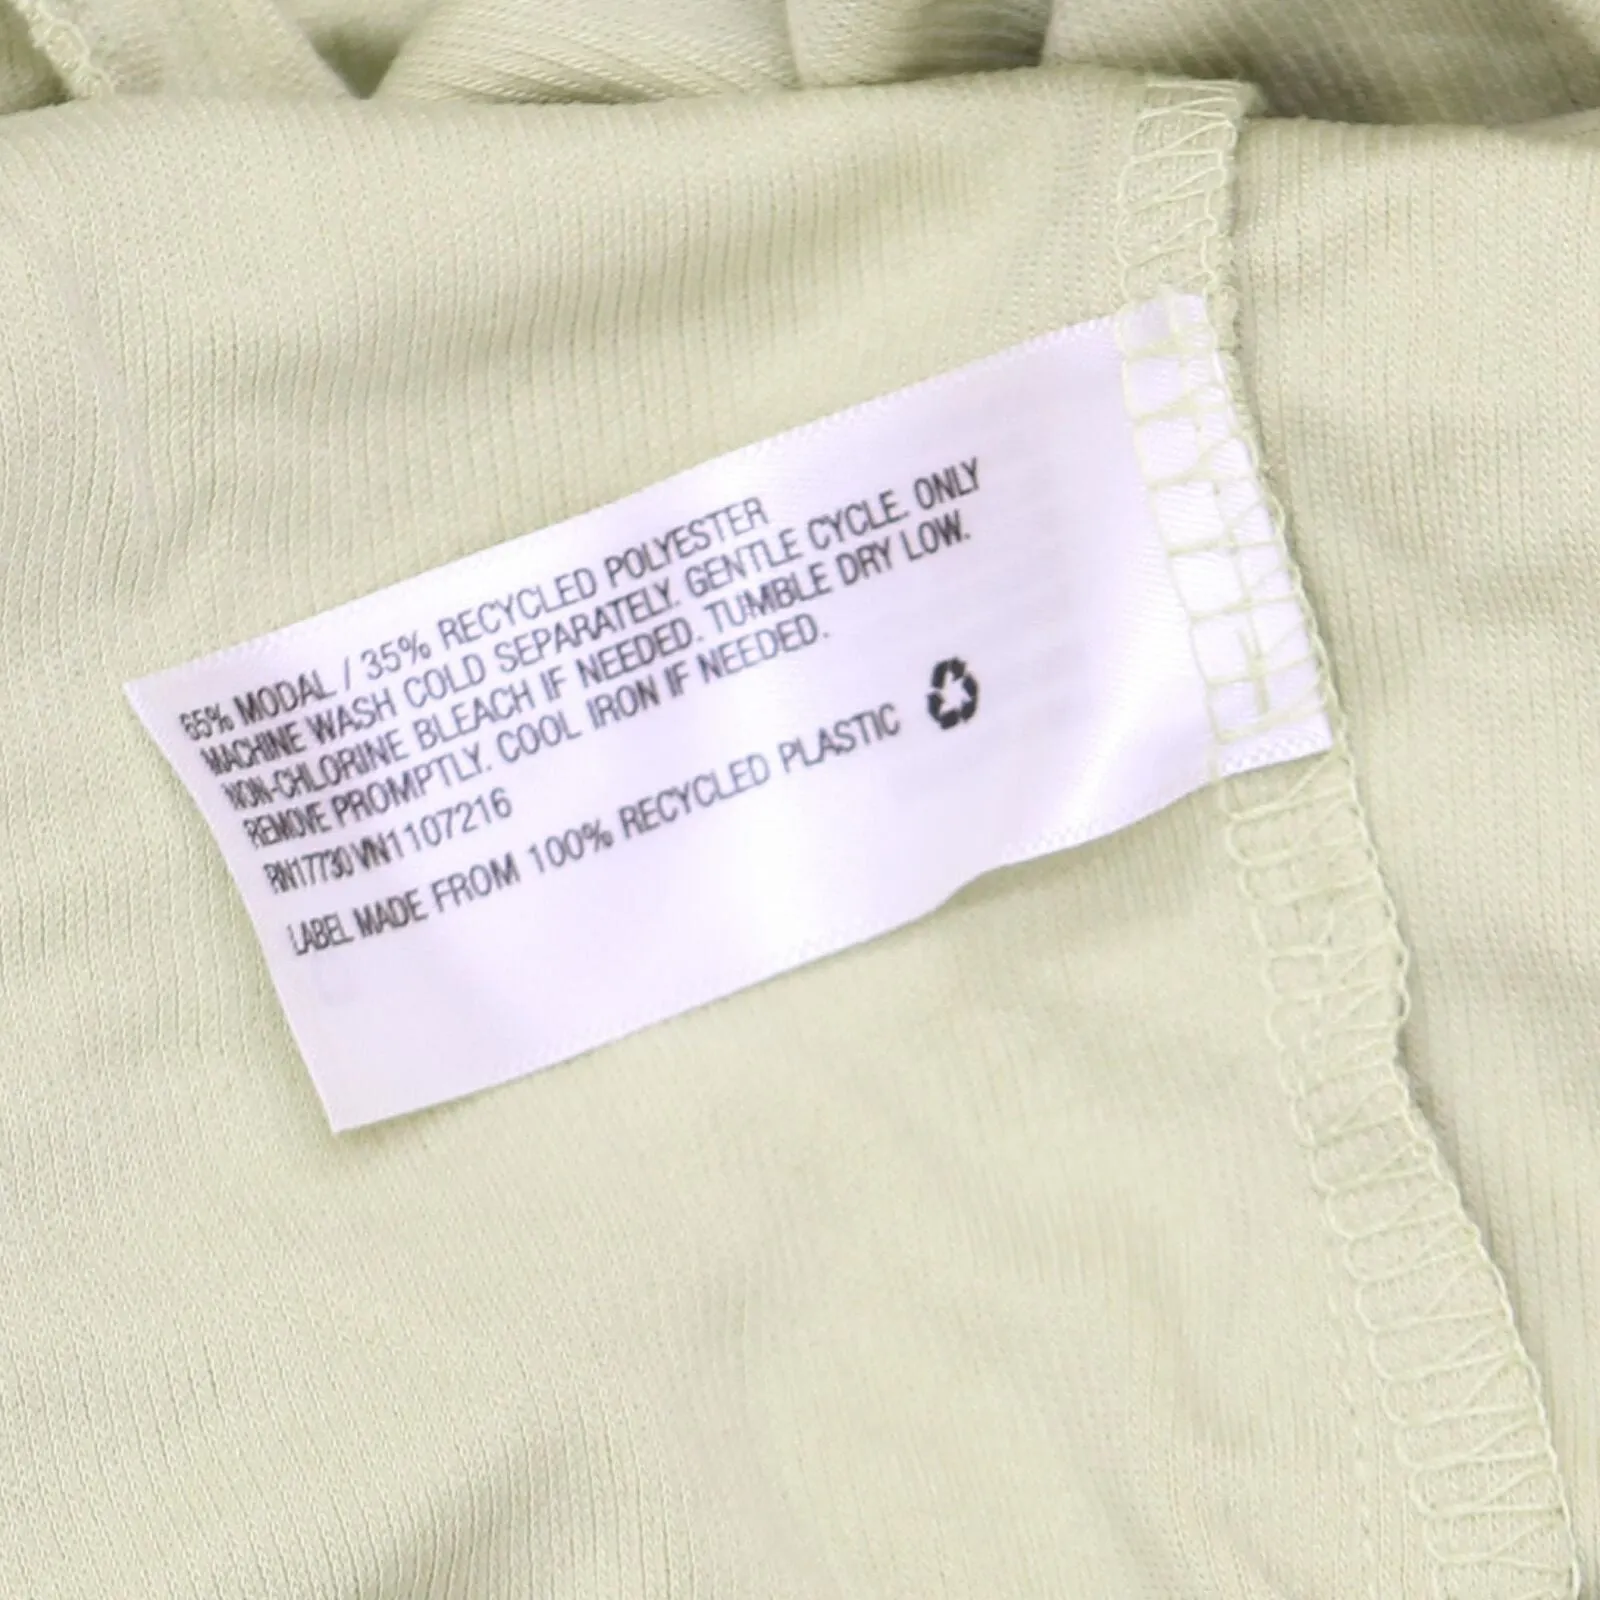 65% MODAL / 35% RECYCLED POLYESTER
MACHINE WASH COLD SEPARATELY. GENTLE CYCLE. ONLY
NON-CHLORINE BLEACH IF NEEDED. TUMBLE DRY LOW.
REMOVE PROMPTLY. COOL IRON IF NEEDED.
RN17730 VN1107216
LABEL MADE FROM 100% RECYCLED PLASTIC